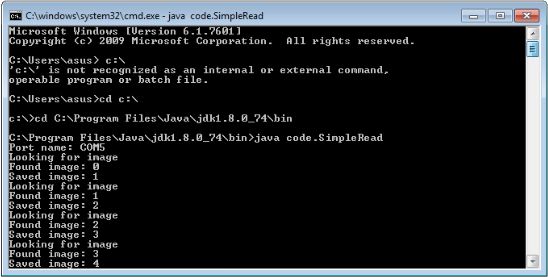 C:\windows\system32\cmd.exe - java code.SimpleRead
Microsoft Windows [Version 6.1.7601]
Copyright (c) 2009 Microsoft Corporation. All rights reserved.
C:\Users\asus> c:\
'c:\' is not recognized as an internal or external command,
operable program or batch file.
C:\Users\asus>cd c:\
c:\>cd C:\Program Files\Java\jdk1.8.0_74\bin
C:\Program Files\Java\jdk1.8.0_74\bin>java code.SimpleRead
Port name: COM5
Looking for image
Found image: 0
Saved image: 1
Looking for image
Found image: 1
Saved image: 2
Looking for image
Found image: 2
Saved image: 3
Looking for image
Found image: 3
Saved image: 4